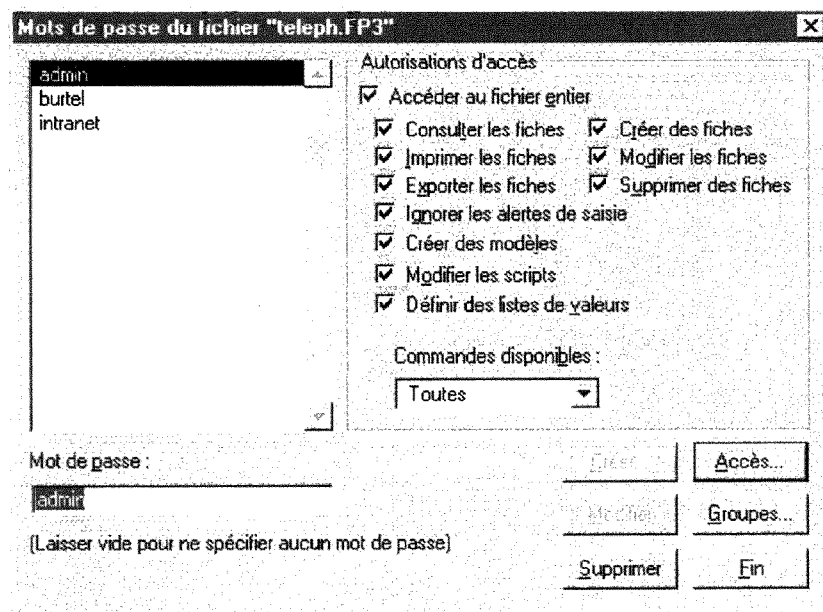 Mots de passe du fichier "teleph.FP3"
admin
burtel
intranet
Autorisations d'accès
Accéder au fichier entier
Consulter les fiches
Créer des fiches
Imprimer les fiches
Modifier les fiches
Exporter les fiches
Supprimer des fiches
Ignorer les alertes de saisie
Créer des modèles
Modifier les scripts
Définir des listes de valeurs
Commandes disponibles :
Toutes
Mot de passe :
admin
(Laisser vide pour ne spécifier aucun mot de passe)
Créer
Accès...
Modifier
Groupes...
Supprimer
Fin